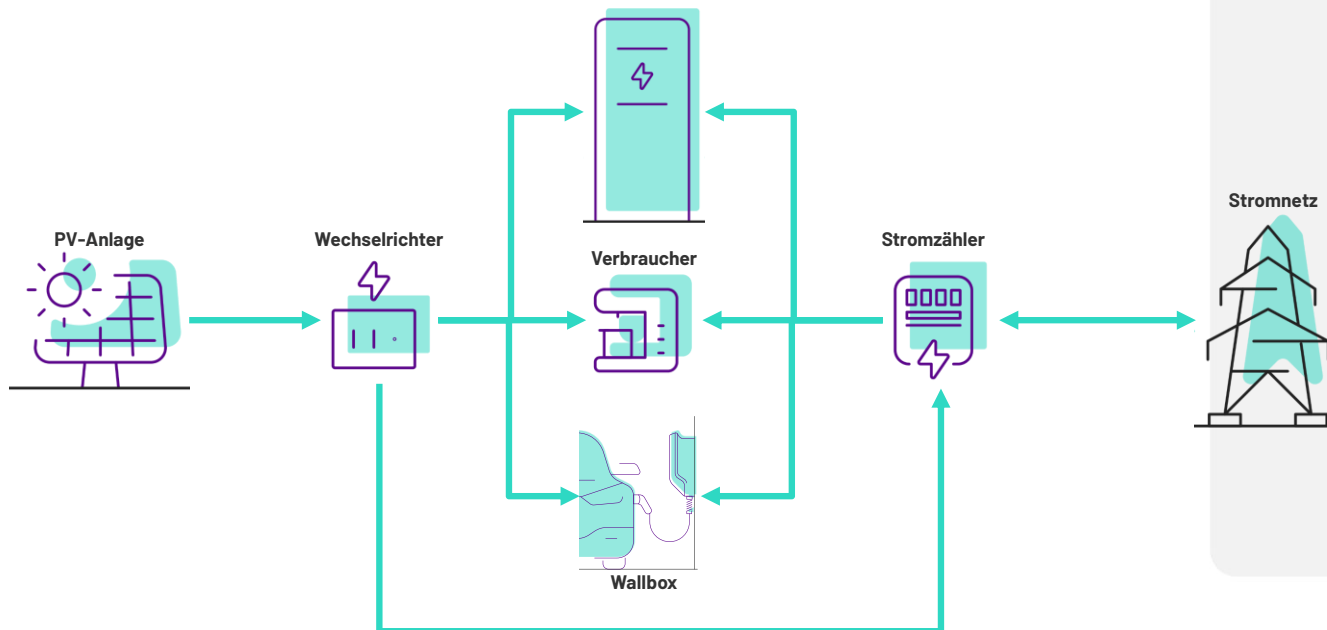 Stromnetz
PV-Anlage
Wechselrichter
Stromzähler
Verbraucher
Wallbox